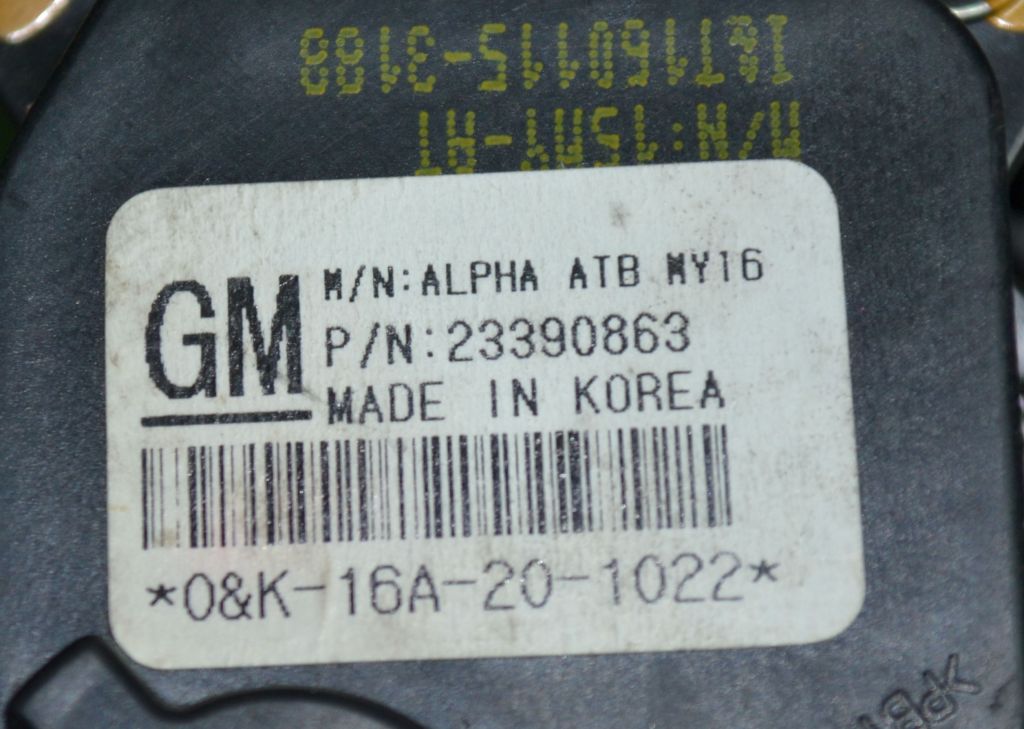 GM
M/N:ALPHA ATB MY16
P/N:23390863
MADE IN KOREA
*O&K-16A-20-1022*